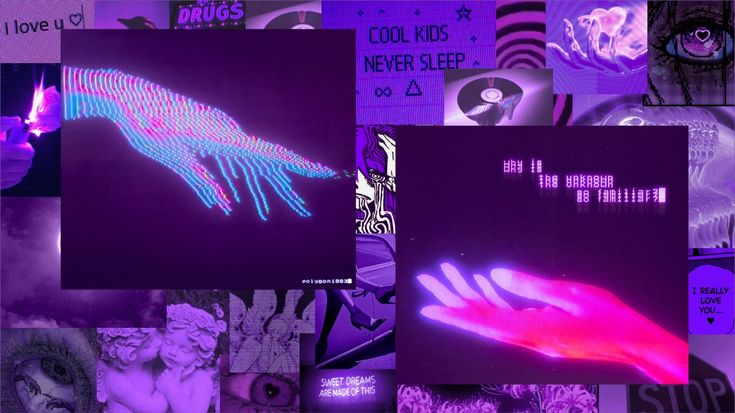 I love u ♡
DRUGS
COOL KIDS
NEVER SLEEP
∞ △
why is
the unknown
so familiar?
Polygon1993
I REALLY
LOVE
YOU...
♥
SWEET DREAMS
ARE MADE OF THIS
STOP